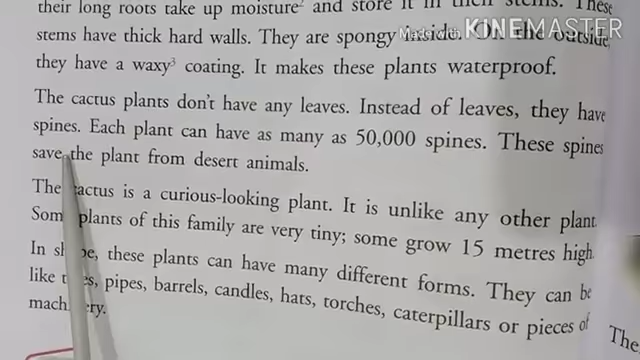 their long roots take up moisture² and store it in their stems. These
Made with KINEMASTER
stems have thick hard walls. They are spongy inside. On the outside,
they have a waxy³ coating. It makes these plants waterproof.
The cactus plants don't have any leaves. Instead of leaves, they have
spines. Each plant can have as many as 50,000 spines. These spines
save the plant from desert animals.
The cactus is a curious-looking plant. It is unlike any other plant.
Some plants of this family are very tiny; some grow 15 metres high.
In shape, these plants can have many different forms. They can be
like pipes, barrels, candles, hats, torches, caterpillars or pieces of
machinery.
The